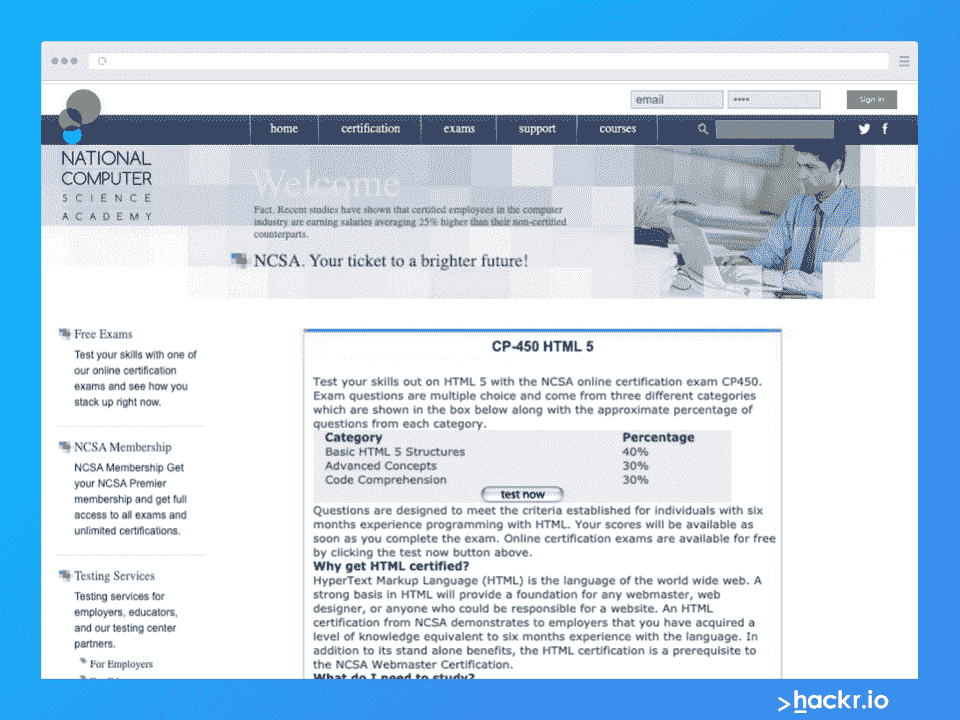 email
••••
Sign in
home
certification
exams
support
courses
NATIONAL
COMPUTER
SCIENCE
ACADEMY
Welcome
Fact. Recent studies have shown that certified employees in the computer
industry are earning salaries averaging 25% higher than their non-certified
counterparts.
NCSA. Your ticket to a brighter future!
Free Exams
Test your skills with one of
our online certification
exams and see how you
stack up right now.
NCSA Membership
NCSA Membership Get
your NCSA Premier
membership and get full
access to all exams and
unlimited certifications.
Testing Services
Testing services for
employers, educators,
and our testing center
partners.
For Employers
CP-450 HTML 5
Test your skills out on HTML 5 with the NCSA online certification exam CP450.
Exam questions are multiple choice and come from three different categories
which are shown in the box below along with the approximate percentage of
questions from each category.
Category Percentage
Basic HTML 5 Structures 40%
Advanced Concepts 30%
Code Comprehension 30%
test now
Questions are designed to meet the criteria established for individuals with six
months experience programming with HTML. Your scores will be available as
soon as you complete the exam. Online certification exams are available for free
by clicking the test now button above.
Why get HTML certified?
HyperText Markup Language (HTML) is the language of the world wide web. A
strong basis in HTML will provide a foundation for any webmaster, web
designer, or anyone who could be responsible for a website. An HTML
certification from NCSA demonstrates to employers that you have acquired a
level of knowledge equivalent to six months experience with the language. In
addition to its stand alone benefits, the HTML certification is a prerequisite to
the NCSA Webmaster Certification.
What do I need to study?
>hackr.io